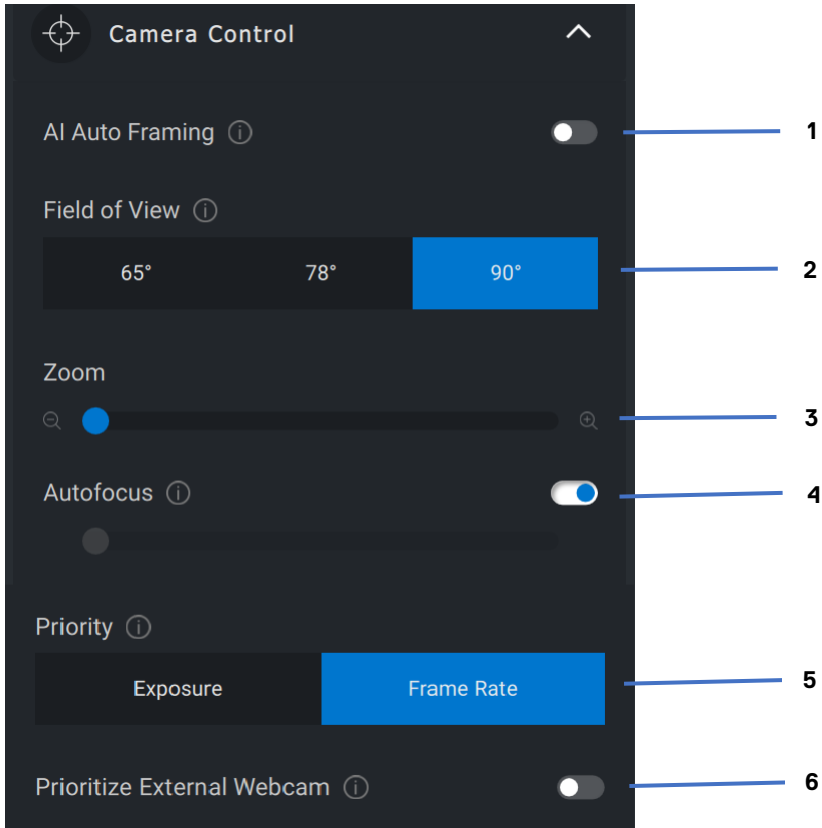 Camera Control
AI Auto Framing
1
Field of View
65° 78° 90°
2
Zoom
3
Autofocus
4
Priority
Exposure Frame Rate
5
Prioritize External Webcam
6